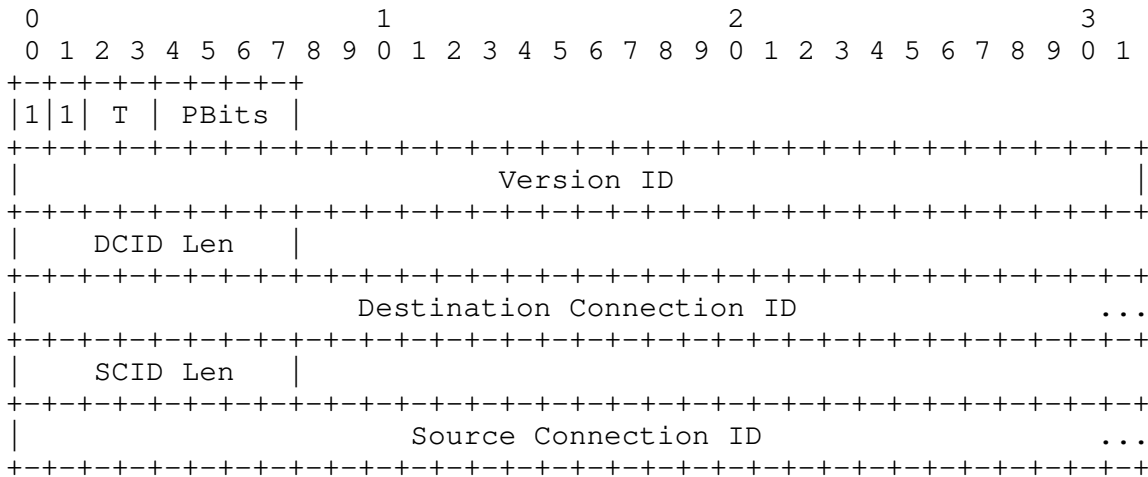 0                   1                   2                   3
 0 1 2 3 4 5 6 7 8 9 0 1 2 3 4 5 6 7 8 9 0 1 2 3 4 5 6 7 8 9 0 1
+-+-+-+-+-+-+-+-+
|1|1| T | PBits |
+-+-+-+-+-+-+-+-+-+-+-+-+-+-+-+-+-+-+-+-+-+-+-+-+-+-+-+-+-+-+-+-+
|                           Version ID                          |
+-+-+-+-+-+-+-+-+-+-+-+-+-+-+-+-+-+-+-+-+-+-+-+-+-+-+-+-+-+-+-+-+
|    DCID Len   |
+-+-+-+-+-+-+-+-+-+-+-+-+-+-+-+-+-+-+-+-+-+-+-+-+-+-+-+-+-+-+-+-+
|                   Destination Connection ID                 ...
+-+-+-+-+-+-+-+-+-+-+-+-+-+-+-+-+-+-+-+-+-+-+-+-+-+-+-+-+-+-+-+-+
|    SCID Len   |
+-+-+-+-+-+-+-+-+-+-+-+-+-+-+-+-+-+-+-+-+-+-+-+-+-+-+-+-+-+-+-+-+
|                      Source Connection ID                   ...
+-+-+-+-+-+-+-+-+-+-+-+-+-+-+-+-+-+-+-+-+-+-+-+-+-+-+-+-+-+-+-+-+